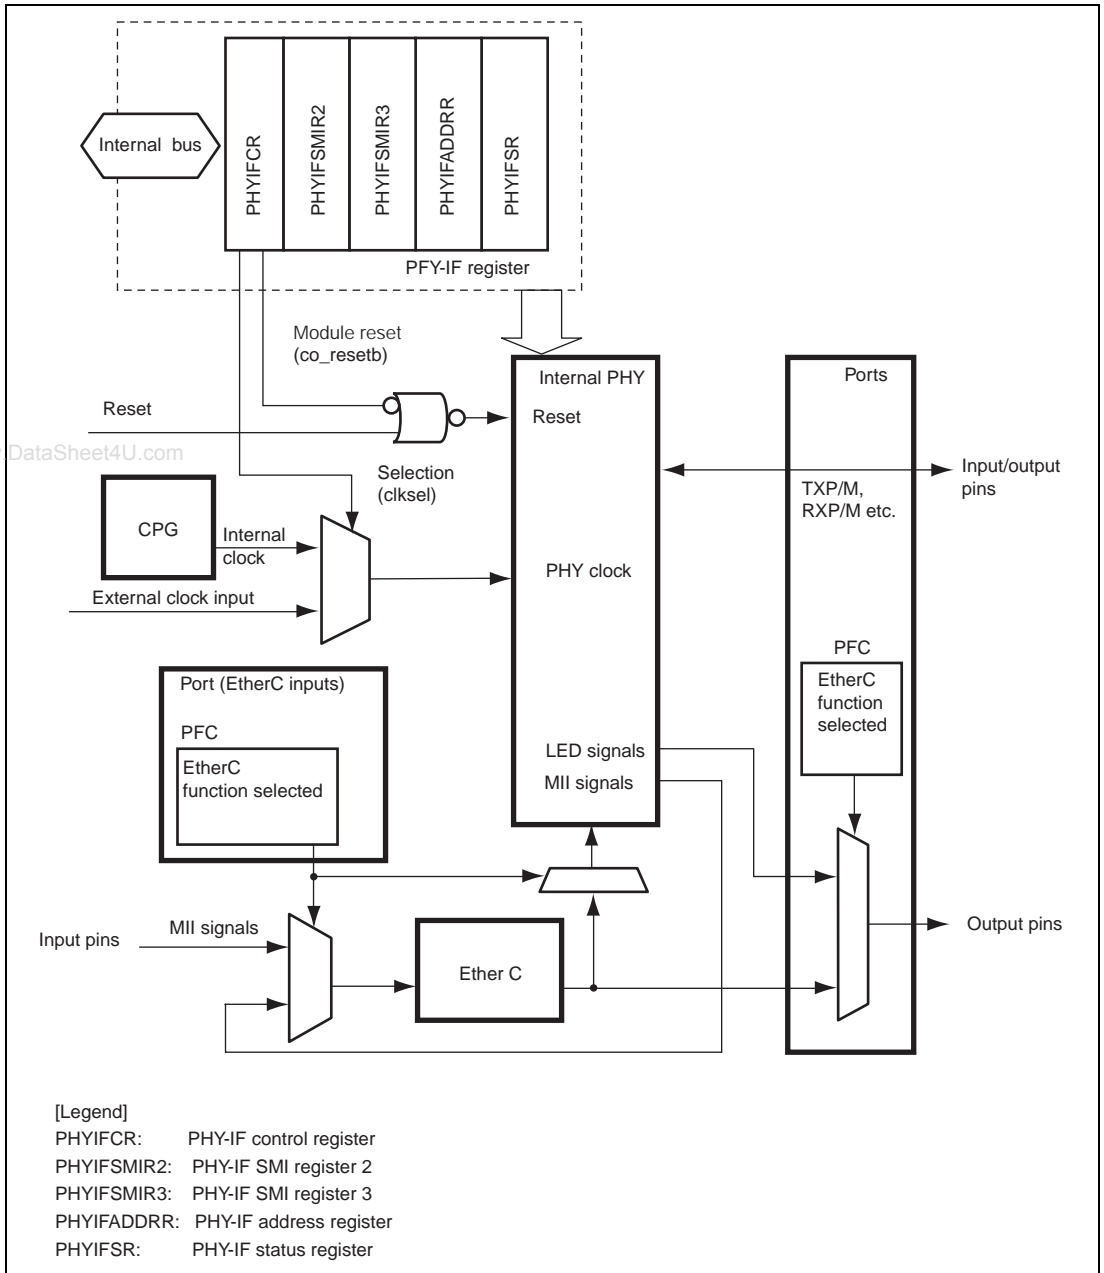 Internal bus
PHYIFCR
PHYIFSMIR2
PHYIFSMIR3
PHYIFADDRR
PHYIFSR
PFY-IF register
Module reset
(co_resetb)
Internal PHY
Ports
Reset
Reset
.DataSheet4U.com
Selection
(clksel)
Input/output
pins
TXP/M,
RXP/M etc.
CPG
Internal
clock
PHY clock
External clock input
PFC
Port (EtherC inputs)
EtherC
function
selected
PFC
LED signals
EtherC
function selected
MII signals
MII signals
Input pins
Output pins
Ether C
[Legend]
PHYIFCR: PHY-IF control register
PHYIFSMIR2: PHY-IF SMI register 2
PHYIFSMIR3: PHY-IF SMI register 3
PHYIFADDRR: PHY-IF address register
PHYIFSR: PHY-IF status register